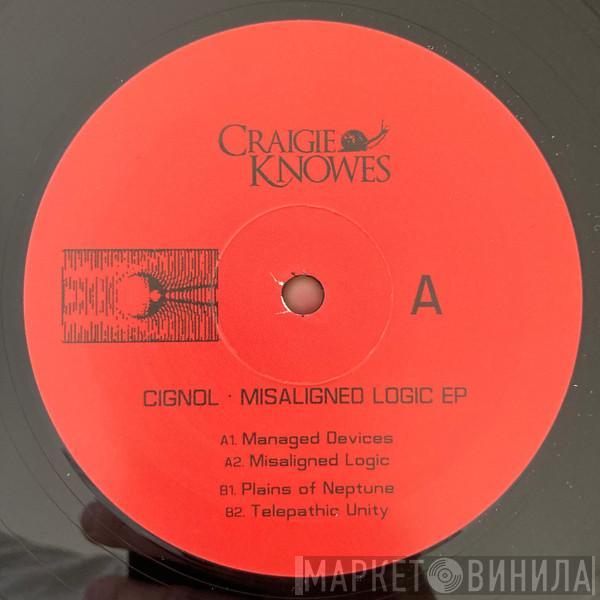 CRAIGIE
KNOWES
A
CIGNOL · MISALIGNED LOGIC EP
A1. Managed Devices
A2. Misaligned Logic
B1. Plains of Neptune
B2. Telepathic Unity
МАРКЕТ ВИНИЛА